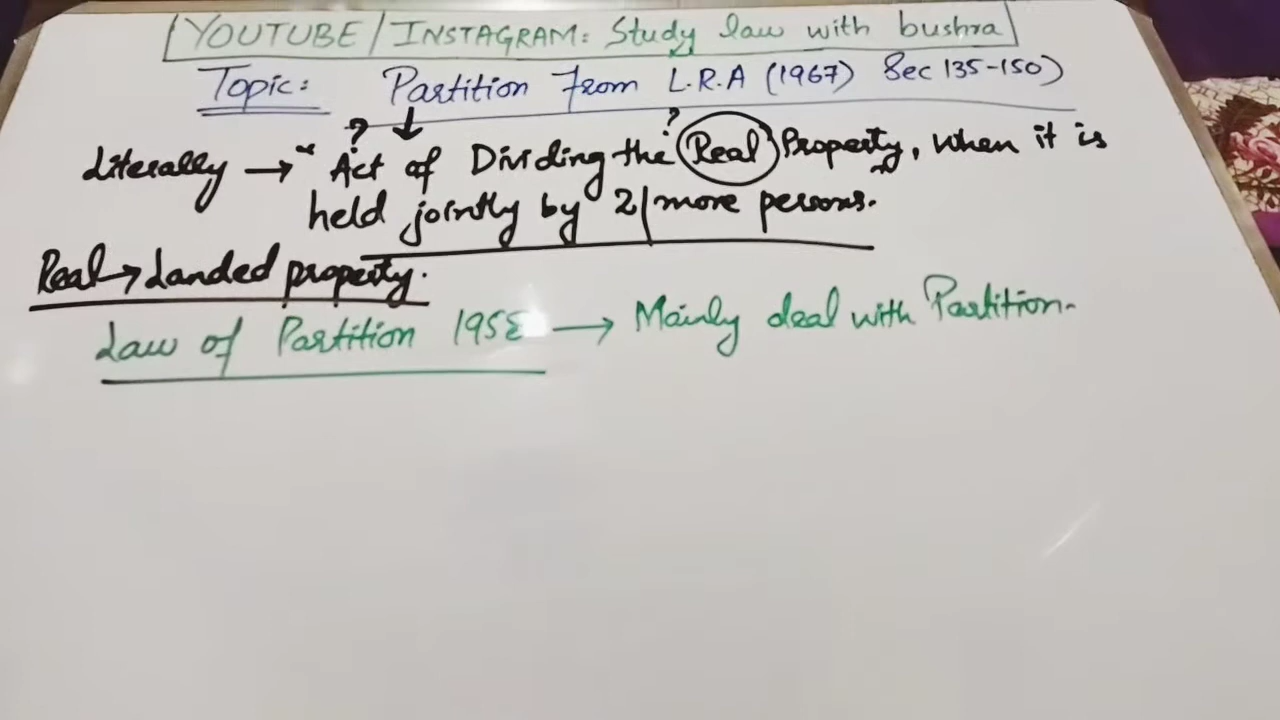 YOUTUBE/INSTAGRAM: Study law with bushra
Topic: Partition From L.R.A (1967) Sec 135-150)
? ?
Literally → " Act of Dividing the Real Property, when it is
held jointly by 2/more persons.
Real → Landed property.
Law of Partition → Mainly deal with Partition.